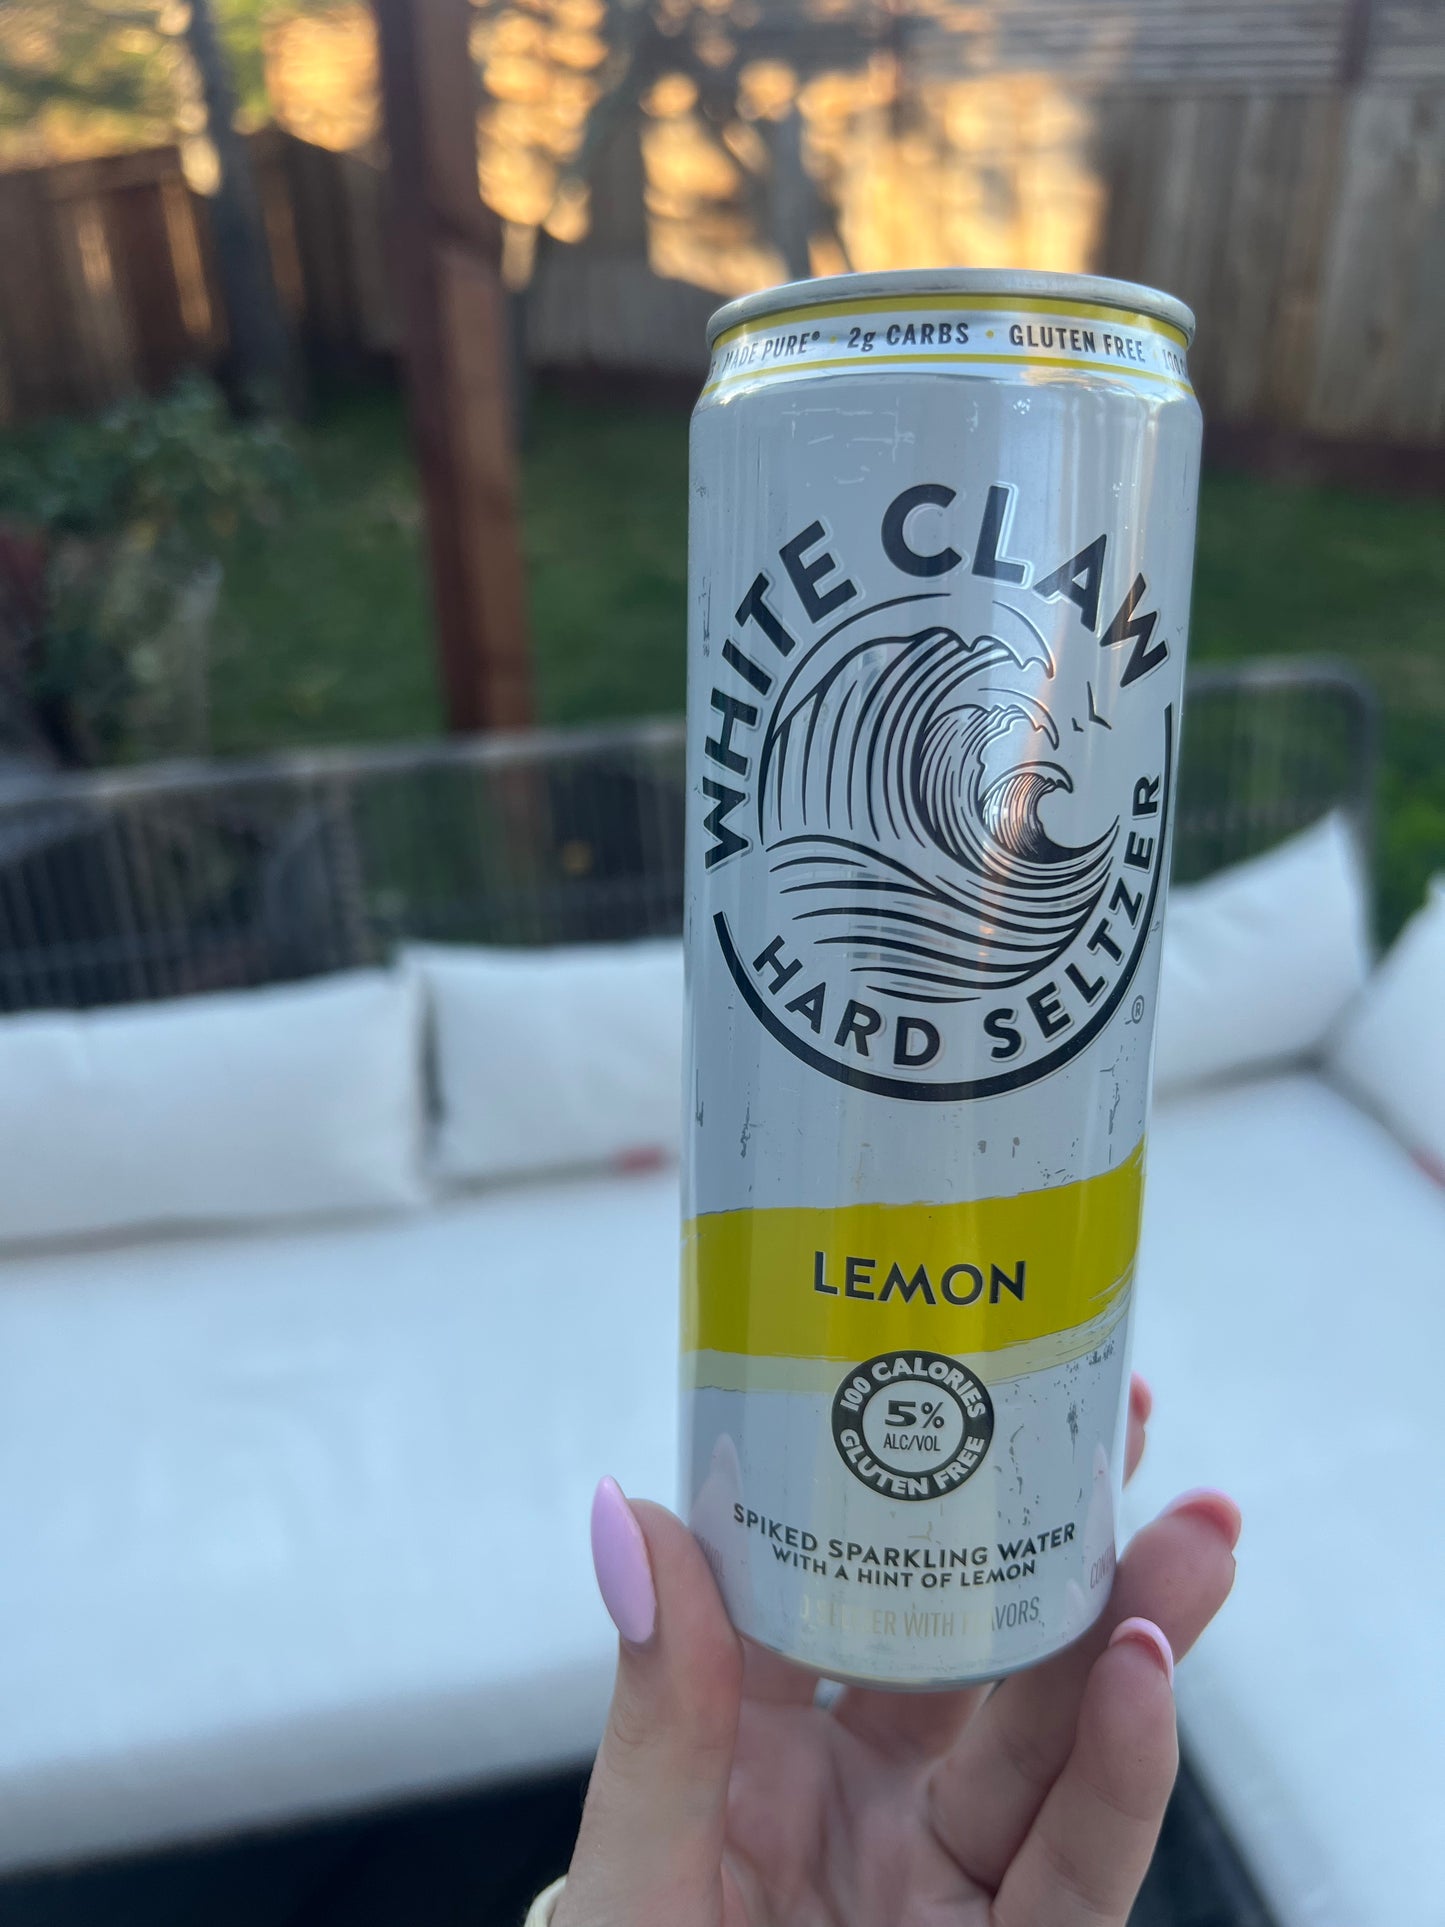 MADE PURE® • 2g CARBS • GLUTEN FREE
WHITE CLAW
HARD SELTZER
®
LEMON
100 CALORIES
5%
ALC/VOL
GLUTEN FREE
SPIKED SPARKLING WATER
WITH A HINT OF LEMON
WITH